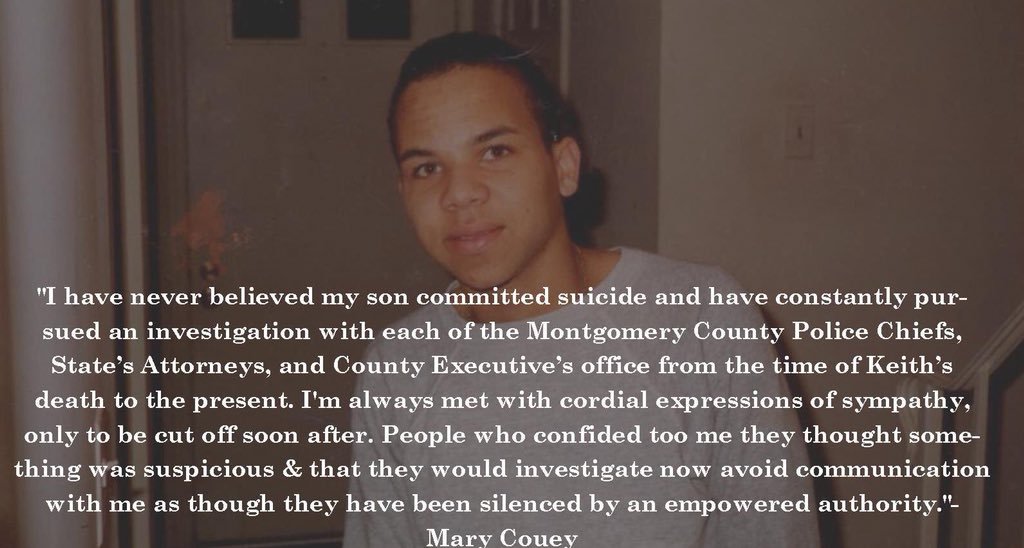 "I have never believed my son committed suicide and have constantly pur-
sued an investigation with each of the Montgomery County Police Chiefs,
State’s Attorneys, and County Executive’s office from the time of Keith’s
death to the present. I'm always met with cordial expressions of sympathy,
only to be cut off soon after. People who confided too me they thought some-
thing was suspicious & that they would investigate now avoid communication
with me as though they have been silenced by an empowered authority."-
Mary Couey